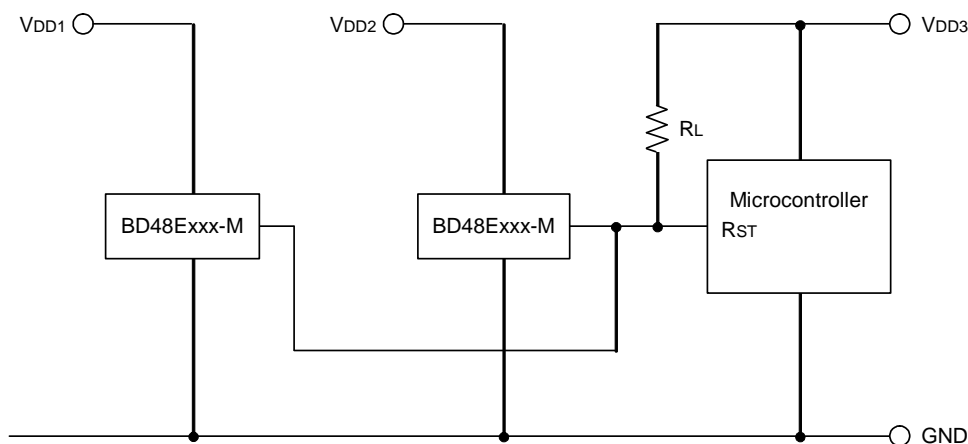 VDD1
VDD2
VDD3
RL
Microcontroller
RST
BD48Exxx-M
BD48Exxx-M
GND